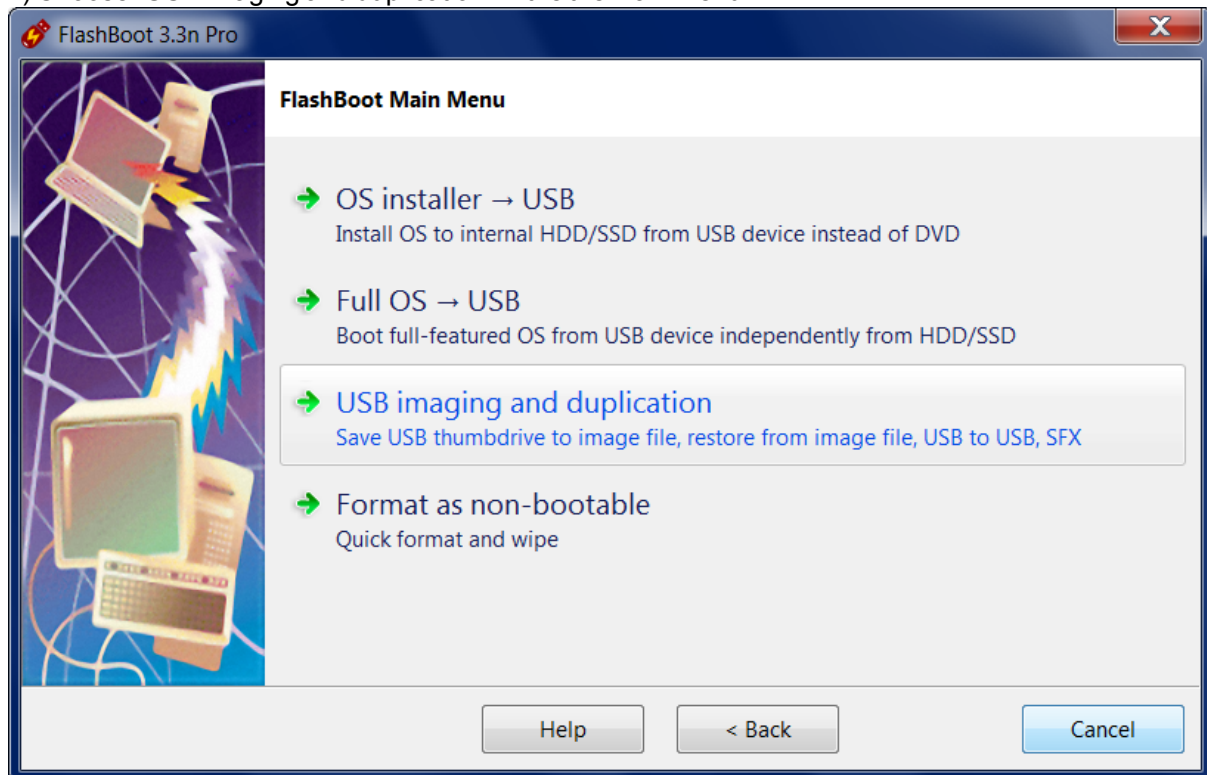 FlashBoot 3.3n Pro
FlashBoot Main Menu
OS installer → USB
Install OS to internal HDD/SSD from USB device instead of DVD
Full OS → USB
Boot full-featured OS from USB device independently from HDD/SSD
USB imaging and duplication
Save USB thumbdrive to image file, restore from image file, USB to USB, SFX
Format as non-bootable
Quick format and wipe
Help
< Back
Cancel